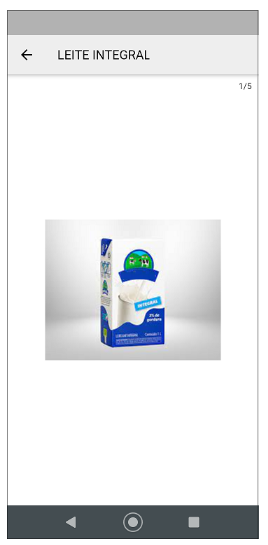 LEITE INTEGRAL
1/5
INTEGRAL
3% de
gordura